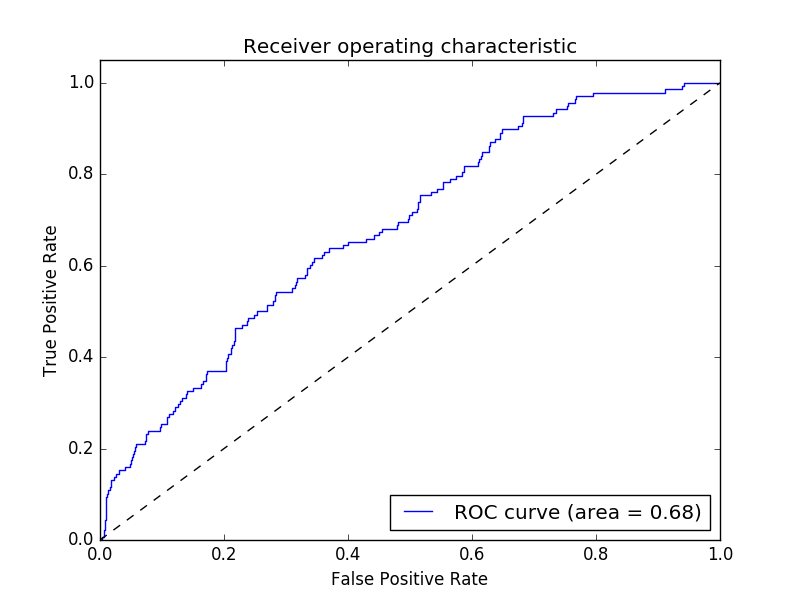 Receiver operating characteristic
1.0
0.8
0.6
0.4
0.2
0.0
True Positive Rate
ROC curve (area = 0.68)
0.0 0.2 0.4 0.6 0.8 1.0
False Positive Rate